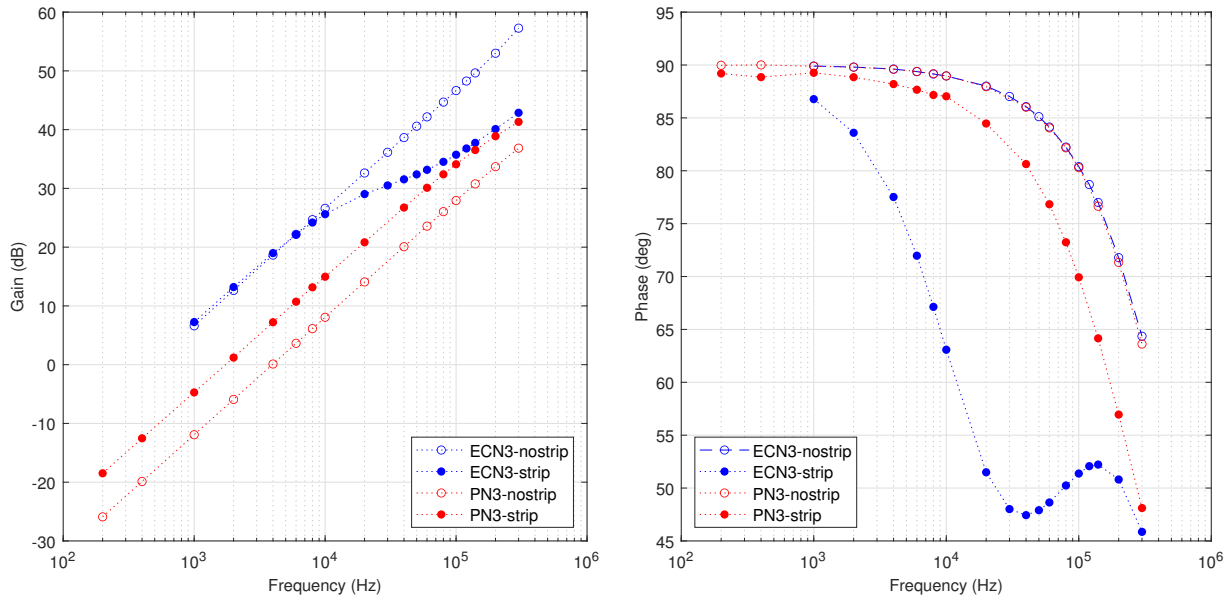 60
50
40
30
20
10
0
-10
-20
-30
Gain (dB)
10^2
10^3
10^4
10^5
10^6
Frequency (Hz)
ECN3-nostrip
ECN3-strip
PN3-nostrip
PN3-strip
95
90
85
80
75
70
65
60
55
50
45
Phase (deg)
10^2
10^3
10^4
10^5
10^6
Frequency (Hz)
ECN3-nostrip
ECN3-strip
PN3-nostrip
PN3-strip